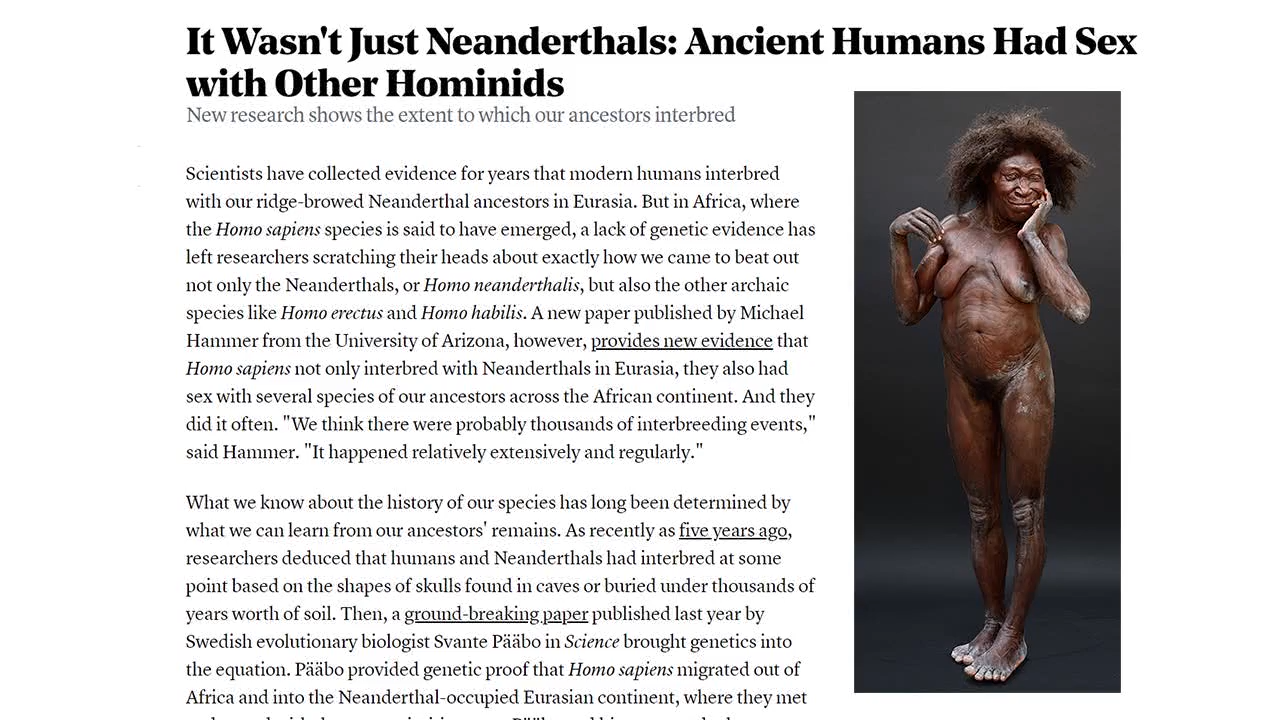 It Wasn't Just Neanderthals: Ancient Humans Had Sex
with Other Hominids
New research shows the extent to which our ancestors interbred
Scientists have collected evidence for years that modern humans interbred
with our ridge-browed Neanderthal ancestors in Eurasia. But in Africa, where
the Homo sapiens species is said to have emerged, a lack of genetic evidence has
left researchers scratching their heads about exactly how we came to beat out
not only the Neanderthals, or Homo neanderthalis, but also the other archaic
species like Homo erectus and Homo habilis. A new paper published by Michael
Hammer from the University of Arizona, however, provides new evidence that
Homo sapiens not only interbred with Neanderthals in Eurasia, they also had
sex with several species of our ancestors across the African continent. And they
did it often. "We think there were probably thousands of interbreeding events,"
said Hammer. "It happened relatively extensively and regularly."
What we know about the history of our species has long been determined by
what we can learn from our ancestors' remains. As recently as five years ago,
researchers deduced that humans and Neanderthals had interbred at some
point based on the shapes of skulls found in caves or buried under thousands of
years worth of soil. Then, a ground-breaking paper published last year by
Swedish evolutionary biologist Svante Pääbo in Science brought genetics into
the equation. Pääbo provided genetic proof that Homo sapiens migrated out of
Africa and into the Neanderthal-occupied Eurasian continent, where they met